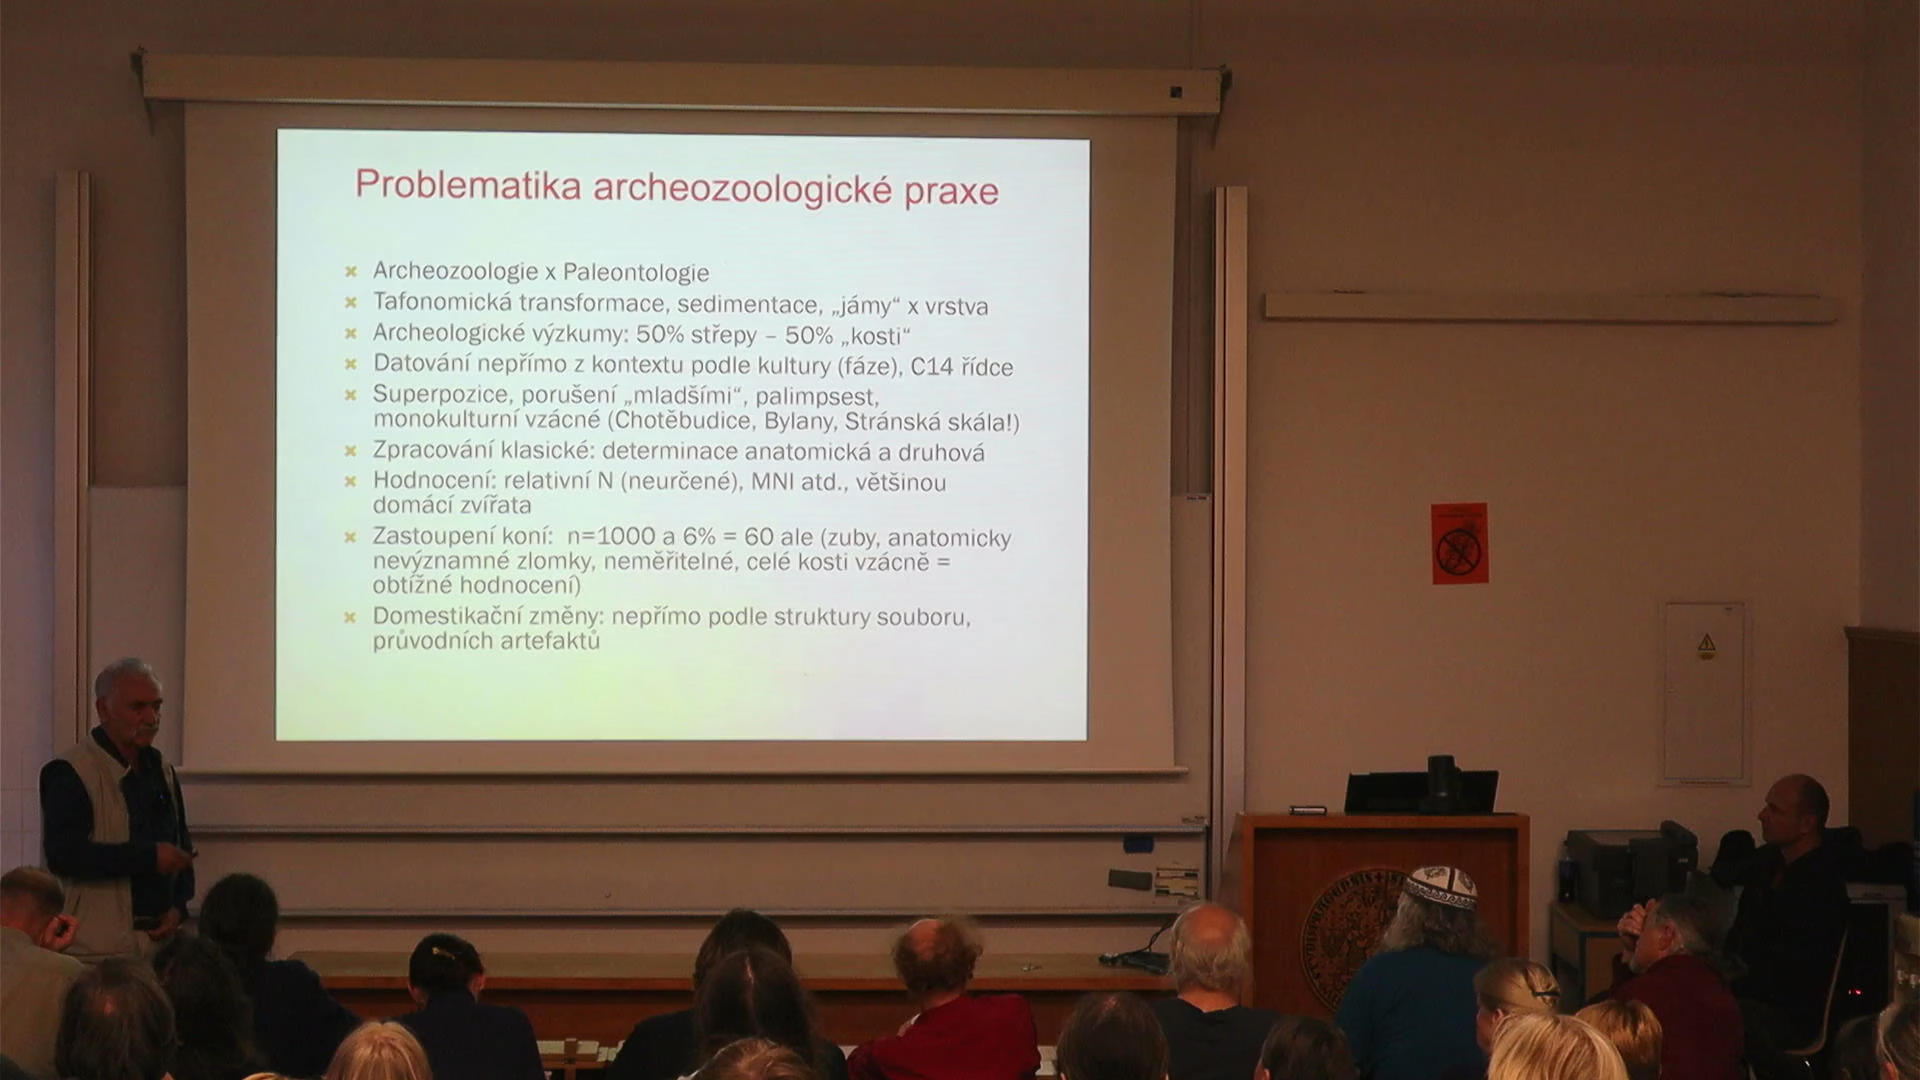 Problematika archeozoologické praxe
Archeozoologie x Paleontologie
Tafonomická transformace, sedimentace, „jámy“ x vrstva
Archeologické výzkumy: 50% střepy – 50% „kosti“
Datování nepřímo z kontextu podle kultury (fáze), C14 řídce
Superpozice, porušení „mladšími“, palimpsest,
monokulturní vzácné (Chotěbudice, Bylany, Stránská skála!)
Zpracování klasické: determinace anatomická a druhová
Hodnocení: relativní N (neurčené), MNI atd., většinou
domácí zvířata
Zastoupení koní: n=1000 a 6% = 60 ale (zuby, anatomicky
nevýznamné zlomky, neměřitelné, celé kosti vzácně =
obtížné hodnocení)
Domestikační změny: nepřímo podle struktury souboru,
průvodních artefaktů